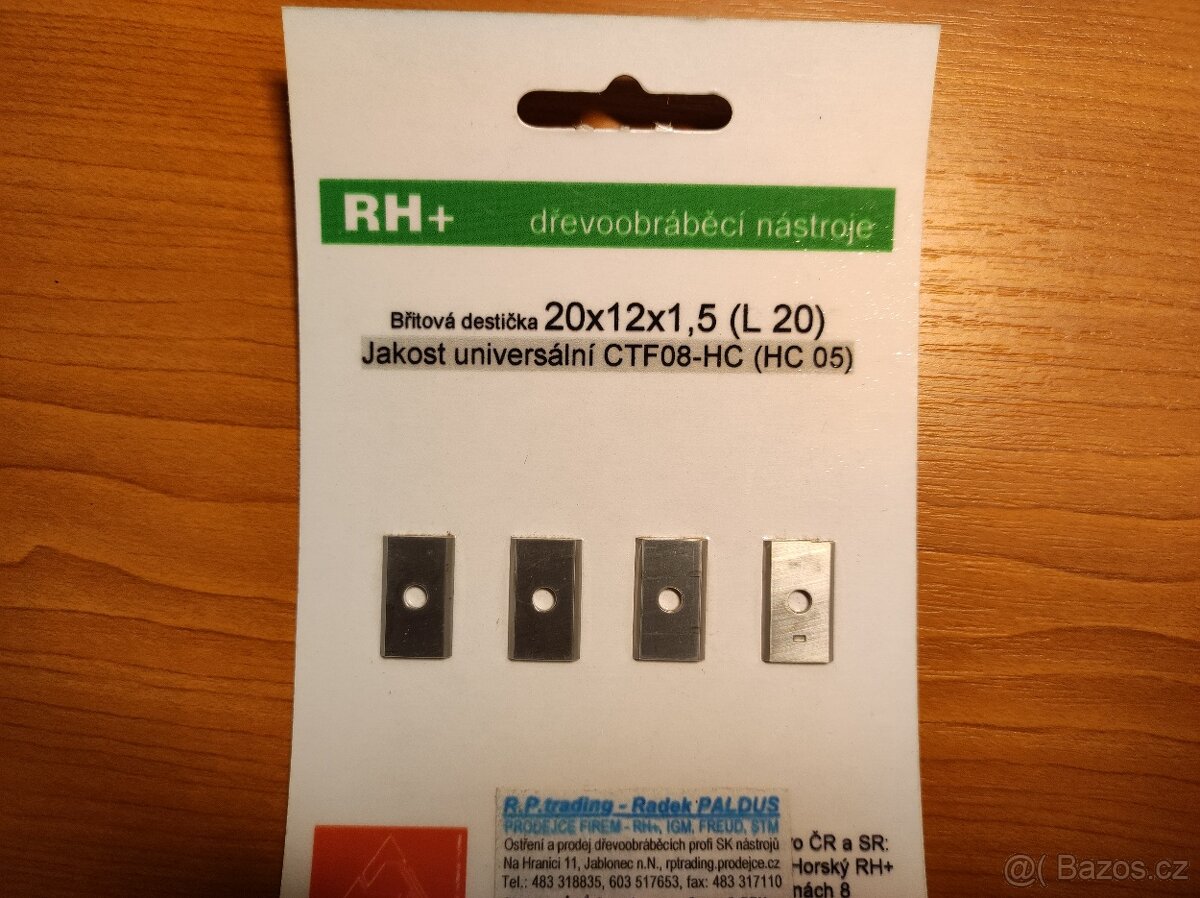 RH+ dřevoobráběcí nástroje
Břitová destička 20x12x1,5 (L 20)
Jakost universální CTF08-HC (HC 05)
R.P.trading - Radek PALDUS
PRODEJCE FIREM - RH+, IGM, FREUD, STM
Ostření a prodej dřevoobráběcích profi SK nástrojů
Na Hranici 11, Jablonec n.N., rptrading.prodejce.cz
Tel.: 483 318835, 603 517653, fax: 483 317110
o ČR a SR:
Horský RH+
nách 8
@( Bazos.cz